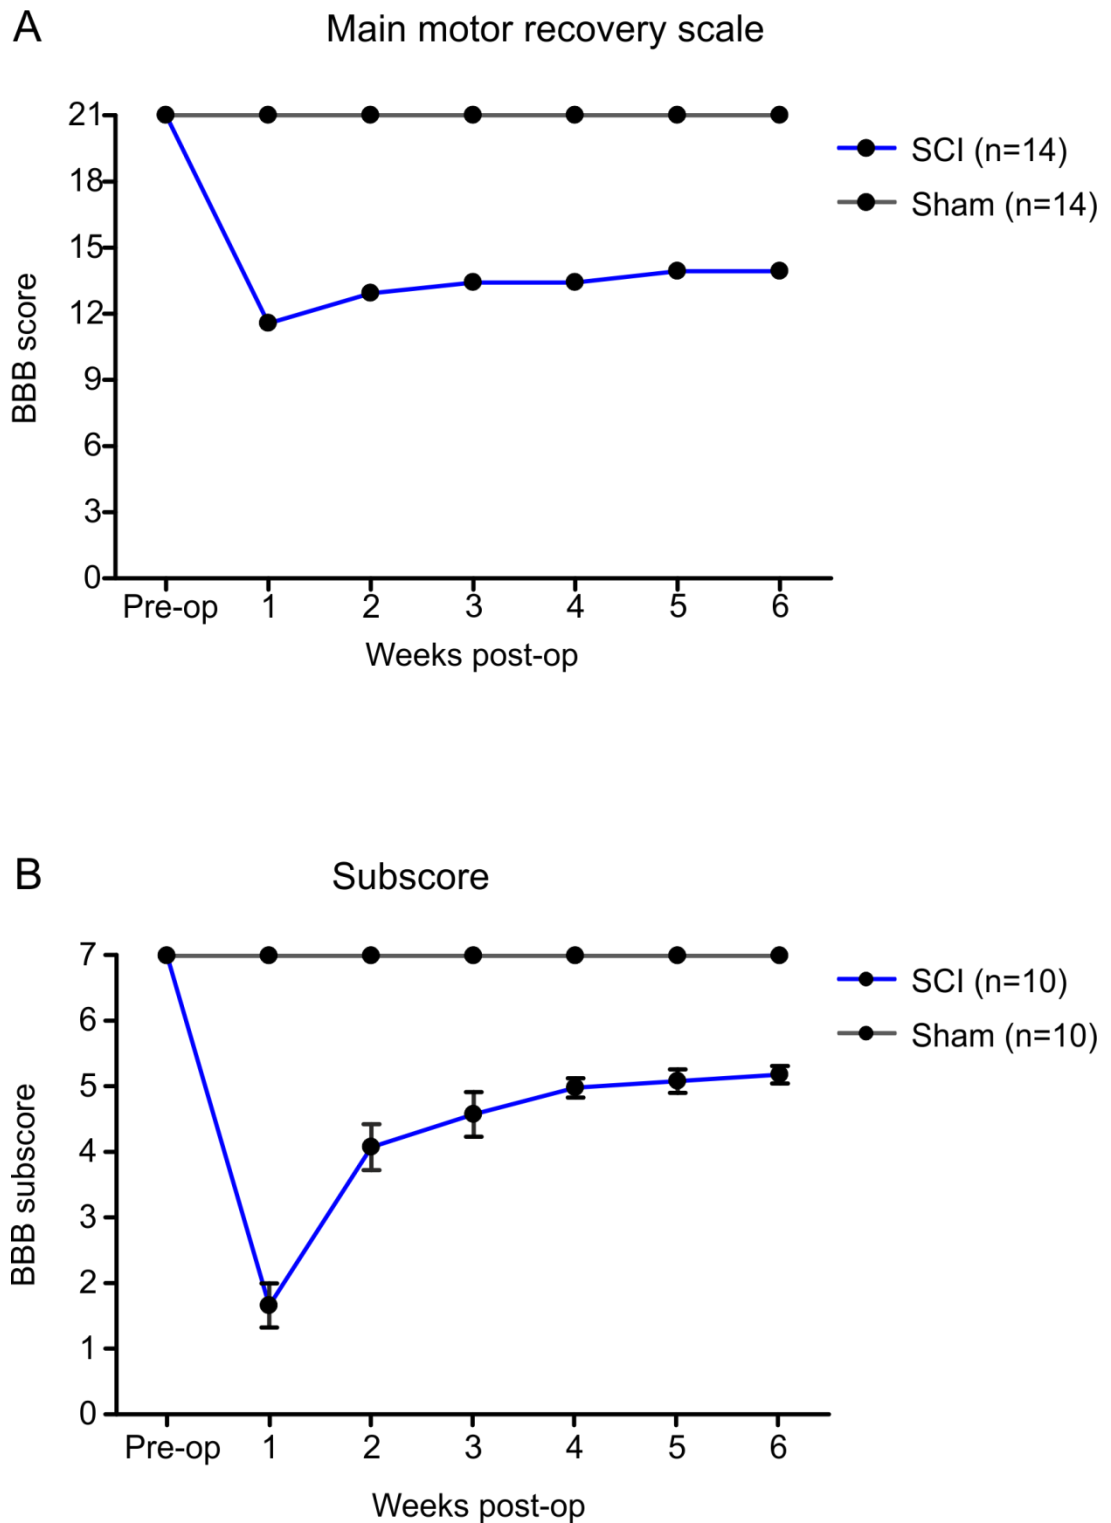 A
Main motor recovery scale
21
18
15
12
9
6
3
0
BBB score
Pre-op 1 2 3 4 5 6
Weeks post-op
SCI (n=14)
Sham (n=14)
B
Subscore
7
6
5
4
3
2
1
0
BBB subscore
Pre-op 1 2 3 4 5 6
Weeks post-op
SCI (n=10)
Sham (n=10)